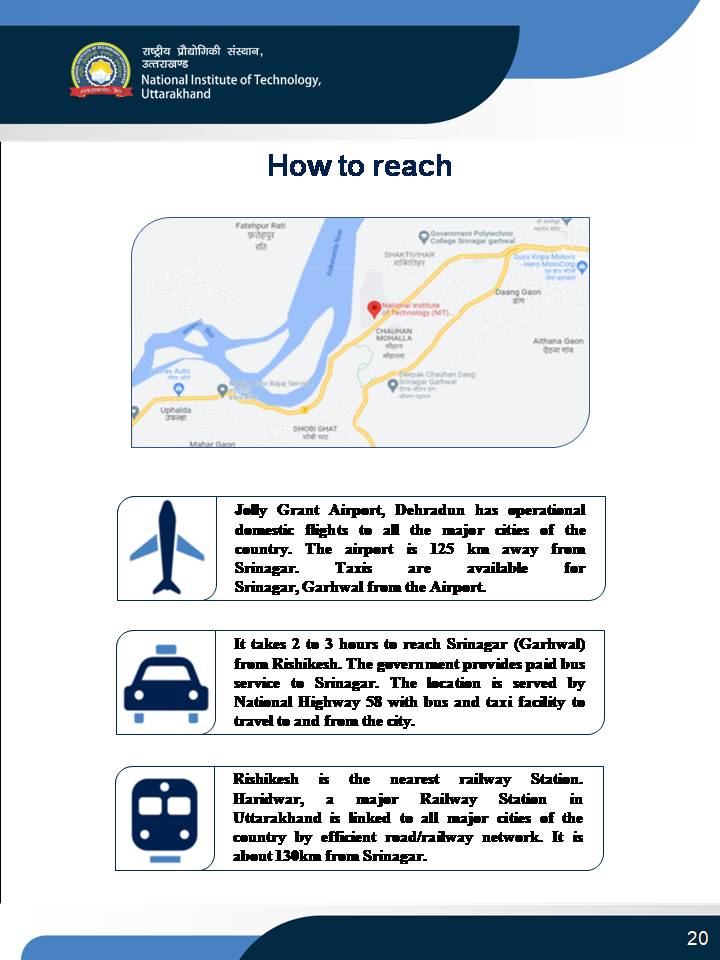 राष्ट्रीय प्रौद्योगिकी संस्थान,
उत्तराखण्ड
National Institute of Technology,
Uttarakhand
How to reach
Fatehpur Rati
फ़तेहपुर
रति
Alaknanda River
Government Polytechnic
College Srinagar garhwal
SHAKTIVIHAR
शक्तिविहर
Guru Kripa Motors
- Hero MotoCorp
National Institute
of Technology (NIT)...
Daang Gaon
डांग
CHAUHAN
MOHALLA
चौहान
मोहल्ला
Aithana Gaon
ऐठना गांव
Deepak Chauhan Dang
Srinagar Garhwal
Auto
Bajaj Service
Uphalda
उफल्डा
DHOBI GHAT
धोबी घाट
Mahar Gaon
Jolly Grant Airport, Dehradun has operational
domestic flights to all the major cities of the
country. The airport is 125 km away from
Srinagar. Taxis are available for
Srinagar, Garhwal from the Airport.
It takes 2 to 3 hours to reach Srinagar (Garhwal)
from Rishikesh. The government provides paid bus
service to Srinagar. The location is served by
National Highway 58 with bus and taxi facility to
travel to and from the city.
Rishikesh is the nearest railway Station.
Haridwar, a major Railway Station in
Uttarakhand is linked to all major cities of the
country by efficient road/railway network. It is
about 130km from Srinagar.
20